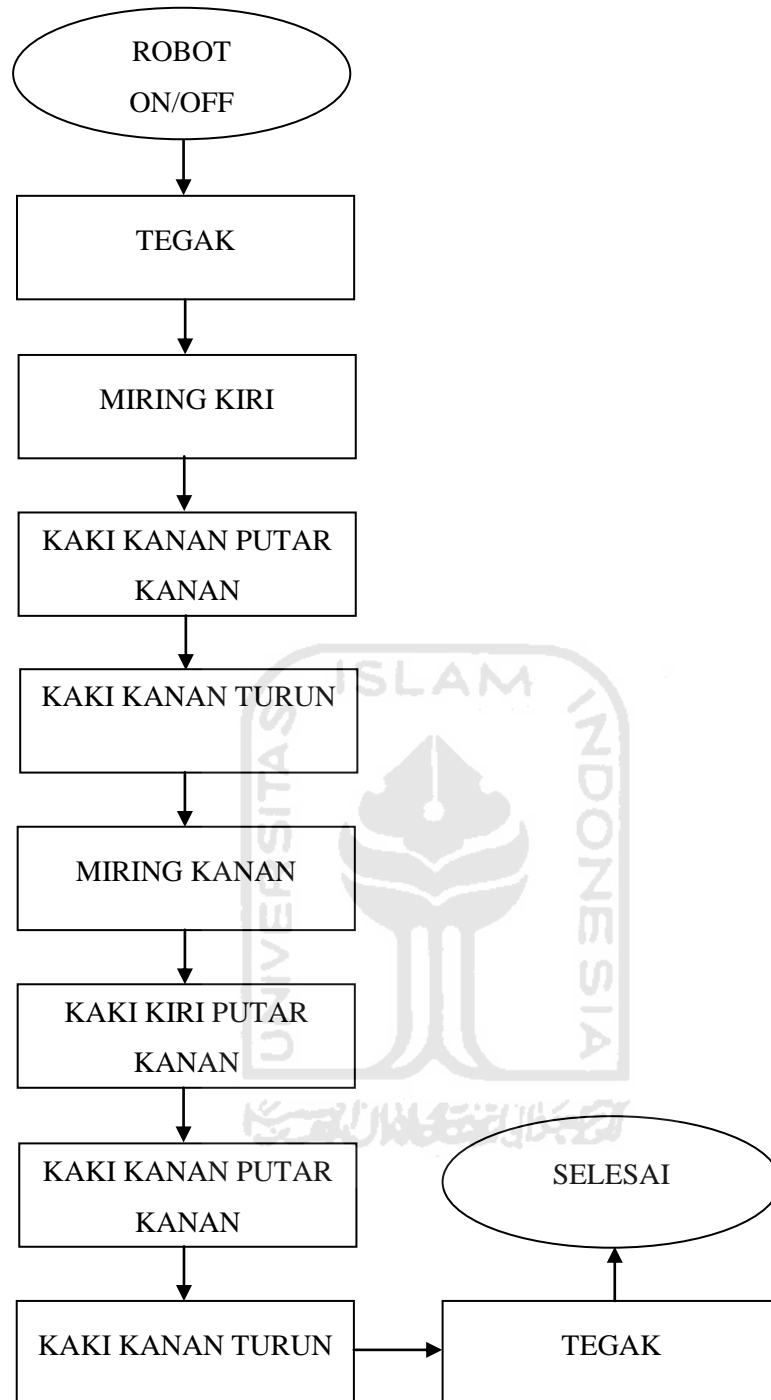 ROBOT
ON/OFF
TEGAK
MIRING KIRI
KAKI KANAN PUTAR
KANAN
KAKI KANAN TURUN
MIRING KANAN
KAKI KIRI PUTAR
KANAN
KAKI KANAN PUTAR
KANAN
KAKI KANAN TURUN
TEGAK
SELESAI
UNIVERSITAS
ISLAM
INDONESIA